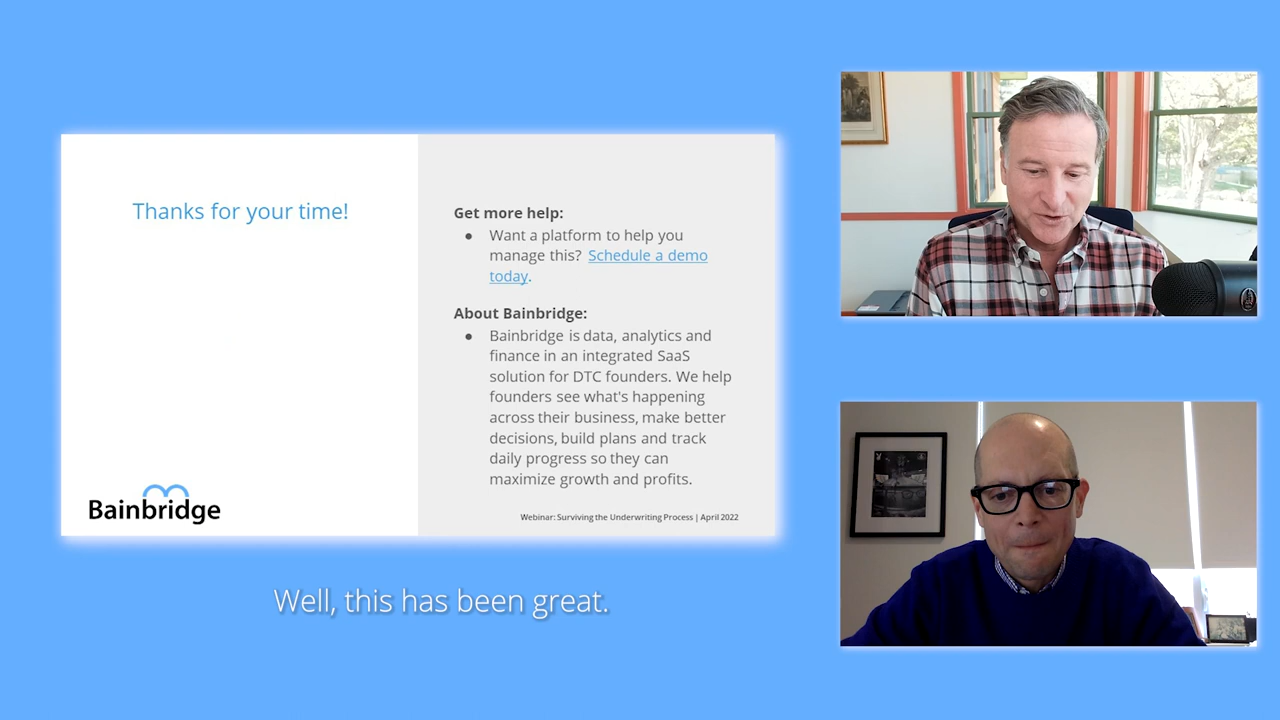 Thanks for your time!
Get more help:
● Want a platform to help you
manage this? Schedule a demo
today.
About Bainbridge:
● Bainbridge is data, analytics and
finance in an integrated SaaS
solution for DTC founders. We help
founders see what's happening
across their business, make better
decisions, build plans and track
daily progress so they can
maximize growth and profits.
Bainbridge
Webinar: Surviving the Underwriting Process | April 2022
Well, this has been great.